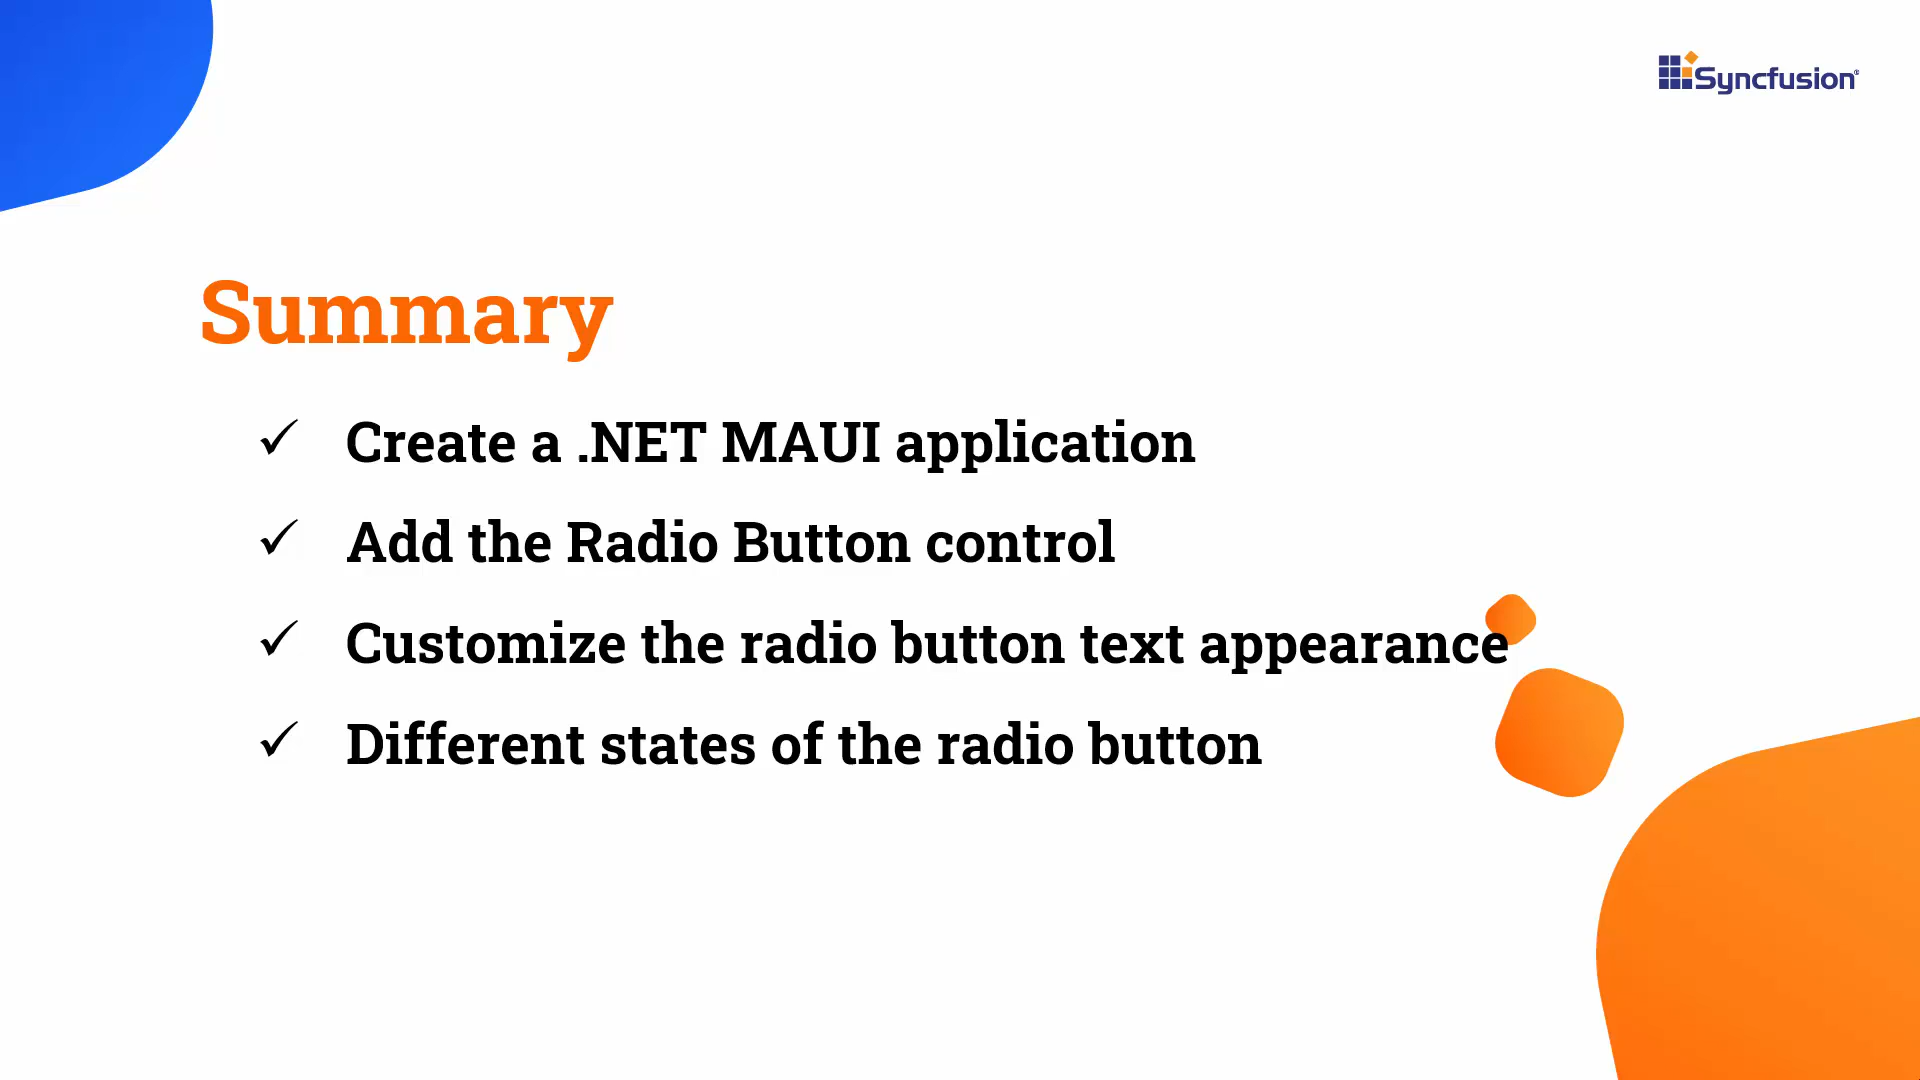 Syncfusion®
Summary
✓ Create a .NET MAUI application
✓ Add the Radio Button control
✓ Customize the radio button text appearance
✓ Different states of the radio button